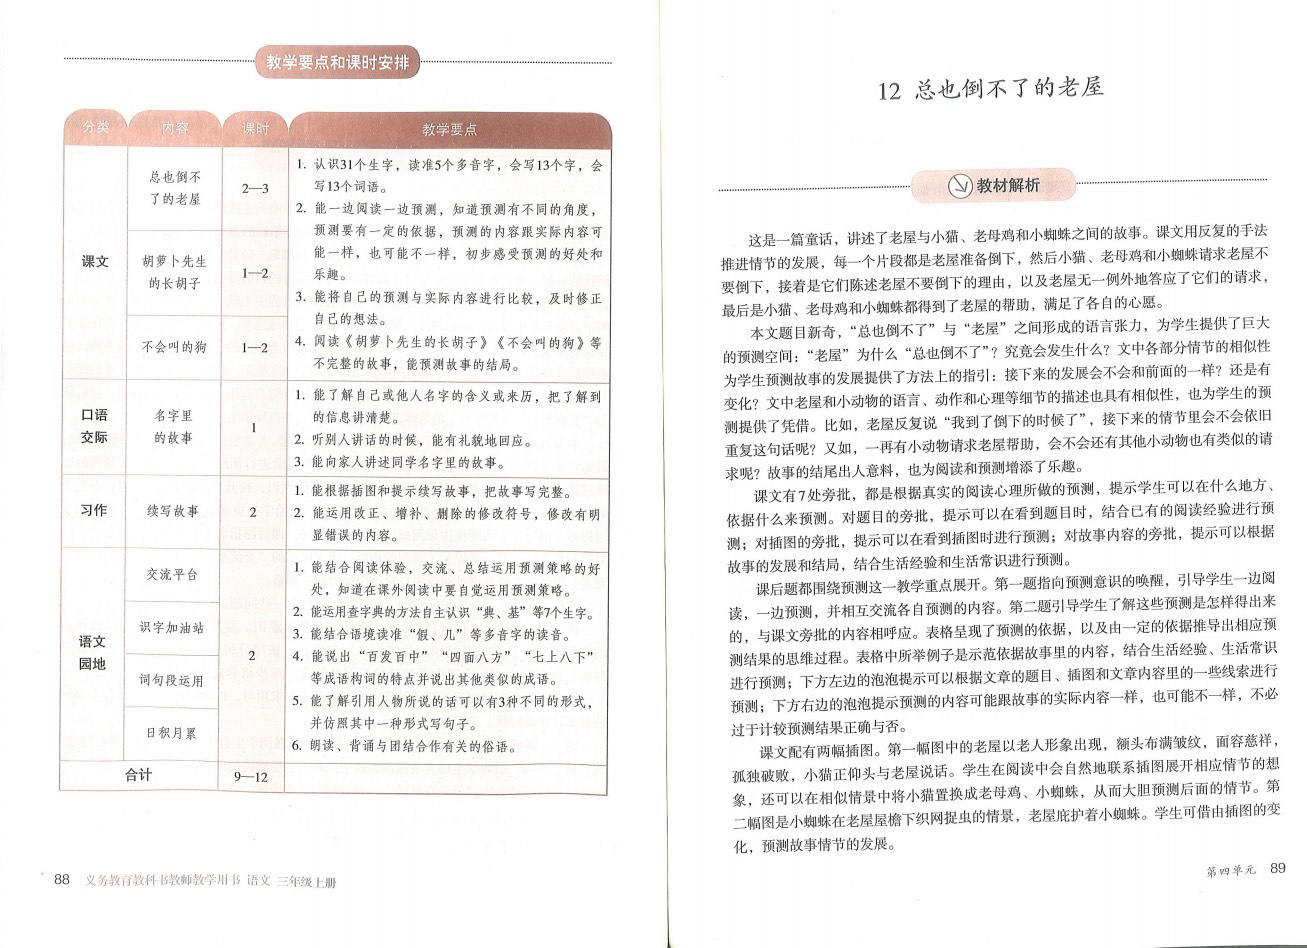 教学要点和课时安排
分类 内容 课时 教学要点
课文
总也倒不
了的老屋
2—3
胡萝卜先生
的长胡子
1—2
不会叫的狗
1—2
1. 认识31个生字，读准5个多音字，会写13个字，会
写13个词语。
2. 能一边阅读一边预测，知道预测有不同的角度，
预测要有一定的依据，预测的内容跟实际内容可
能一样，也可能不一样，初步感受预测的好处和
乐趣。
3. 能将自己的预测与实际内容进行比较，及时修正
自己的想法。
4. 阅读《胡萝卜先生的长胡子》《不会叫的狗》等
不完整的故事，能预测故事的结局。
口语
交际
名字里
的故事
1
1. 能了解自己或他人名字的含义或来历，把了解到
的信息讲清楚。
2. 听别人讲话的时候，能有礼貌地回应。
3. 能向家人讲述同学名字里的故事。
习作
续写故事
2
1. 能根据插图和提示续写故事，把故事写完整。
2. 能运用改正、增补、删除的修改符号，修改有明
显错误的内容。
语文
园地
交流平台
识字加油站
词句段运用
日积月累
2
1. 能结合阅读体验，交流、总结运用预测策略的好
处，知道在课外阅读中要自觉运用预测策略。
2. 能运用查字典的方法自主认识“典、基”等7个生字。
3. 能结合语境读准“假、几”等多音字的读音。
4. 能说出“百发百中”“四面八方”“七上八下”
等成语构词的特点并说出其他类似的成语。
5. 能了解引用人物所说的话可以有3种不同的形式，
并仿照其中一种形式写句子。
6. 朗读、背诵与团结合作有关的俗语。
合计 9—12
88 义务教育教科书教师教学用书 语文 三年级上册
12 总也倒不了的老屋
教材解析
这是一篇童话，讲述了老屋与小猫、老母鸡和小蜘蛛之间的故事。课文用反复的手法
推进情节的发展，每一个片段都是老屋准备倒下，然后小猫、老母鸡和小蜘蛛请求老屋不
要倒下，接着是它们陈述老屋不要倒下的理由，以及老屋无一例外地答应了它们的请求，
最后是小猫、老母鸡和小蜘蛛都得到了老屋的帮助，满足了各自的心愿。
本文题目新奇，“总也倒不了”与“老屋”之间形成的语言张力，为学生提供了巨大
的预测空间：“老屋”为什么“总也倒不了”？究竟会发生什么？文中各部分情节的相似性
为学生预测故事的发展提供了方法上的指引：接下来的发展会不会和前面的一样？还是有
变化？文中老屋和小动物的语言、动作和心理等细节的描述也具有相似性，也为学生的预
测提供了凭借。比如，老屋反复说“我到了倒下的时候了”，接下来的情节里会不会依旧
重复这句话呢？又如，一再有小动物请求老屋帮助，会不会还有其他小动物也有类似的请
求呢？故事的结尾出人意料，也为阅读和预测增添了乐趣。
课文有7处旁批，都是根据真实的阅读心理所做的预测，提示学生可以在什么地方、
依据什么来预测。对题目的旁批，提示可以在看到题目时，结合已有的阅读经验进行预
测；对插图的旁批，提示可以在看到插图时进行预测；对故事内容的旁批，提示可以根据
故事的发展和结局，结合生活经验和生活常识进行预测。
课后题都围绕预测这一教学重点展开。第一题指向预测意识的唤醒，引导学生一边阅
读，一边预测，并相互交流各自预测的内容。第二题引导学生了解这些预测是怎样得出来
的，与课文旁批的内容相呼应。表格呈现了预测的依据，以及由一定的依据推导出相应预
测结果的思维过程。表格中所举例子是示范依据故事里的内容，结合生活经验、生活常识
进行预测；下方左边的泡泡提示可以根据文章的题目、插图和文章内容里的一些线索进行
预测；下方右边的泡泡提示预测的内容可能跟故事的实际内容一样，也可能不一样，不必
过于计较预测结果正确与否。
课文配有两幅插图。第一幅图中的老屋以老人形象出现，额头布满皱纹，面容慈祥，
孤独破败，小猫正仰头与老屋说话。学生在阅读中会自然地联系插图展开相应情节的想
象，还可以在相似情景中将小猫置换成老母鸡、小蜘蛛，从而大胆预测后面的情节。第
二幅图是小蜘蛛在老屋屋檐下织网捉虫的情景，老屋庇护着小蜘蛛。学生可借由插图的变
化，预测故事情节的发展。
第四单元 89